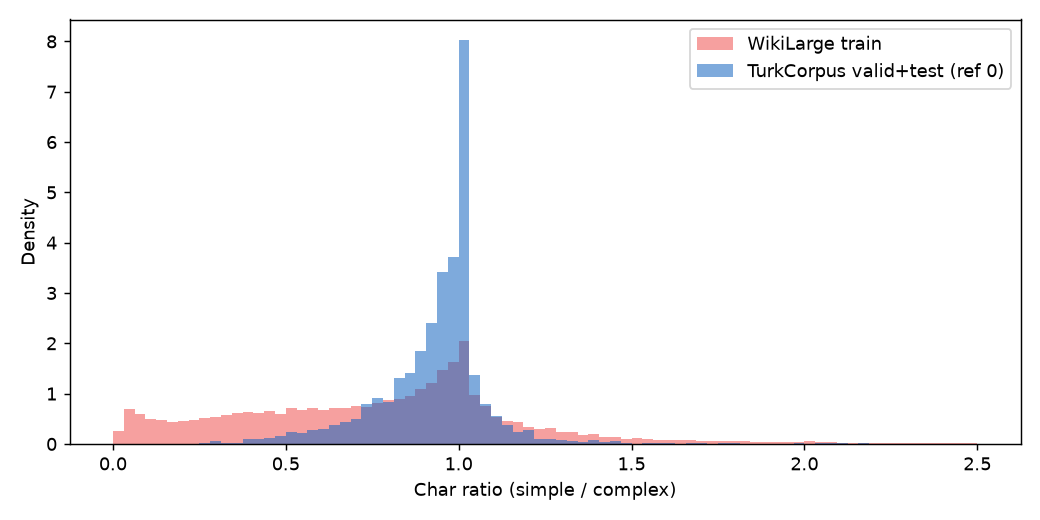 WikiLarge train
TurkCorpus valid+test (ref 0)
Density
8
7
6
5
4
3
2
1
0
0.0 0.5 1.0 1.5 2.0 2.5
Char ratio (simple / complex)